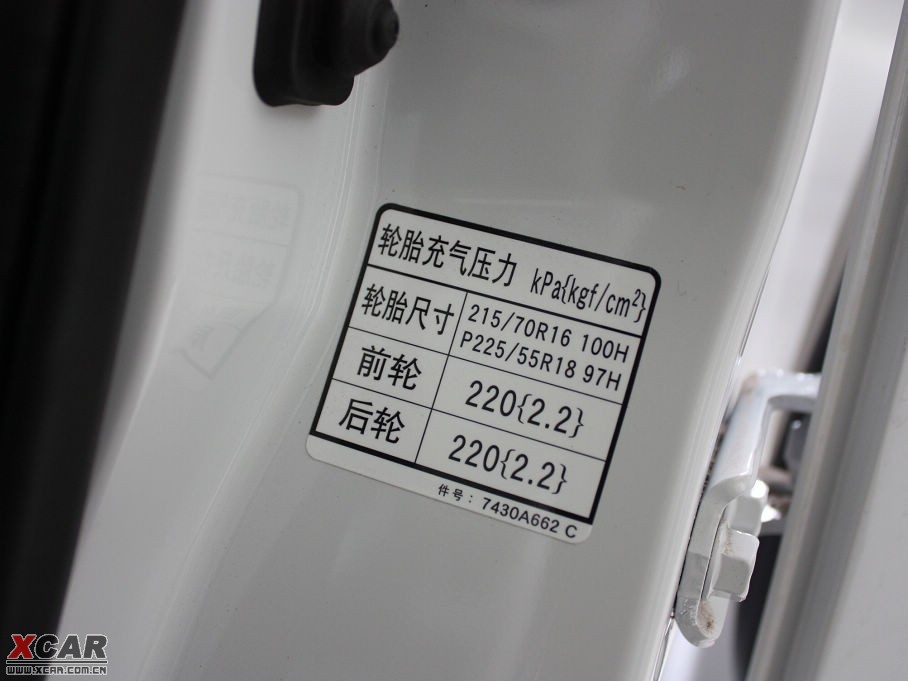 轮胎充气压力 kPa{kgf/cm²}
轮胎尺寸 215/70R16 100H
P225/55R18 97H
前轮 220{2.2}
后轮 220{2.2}
件号: 7430A662 C
XCAR
WWW.XCAR.COM.CN